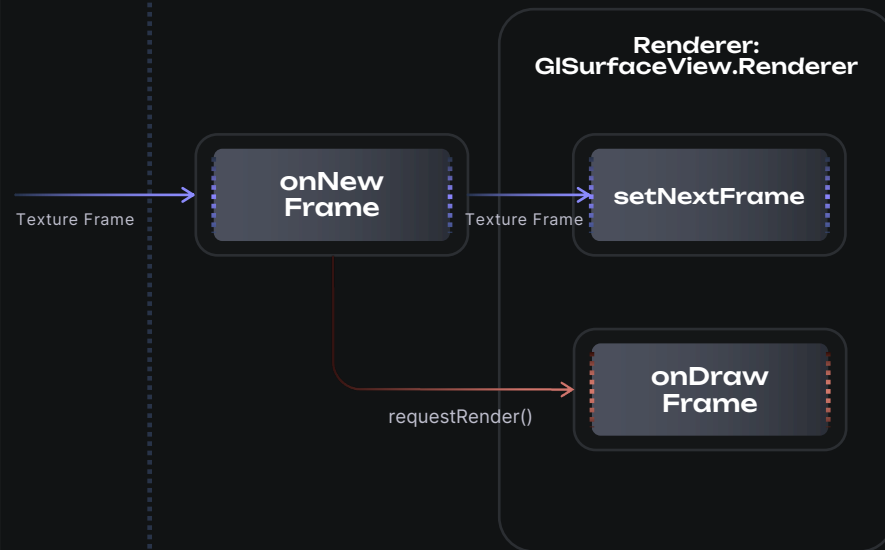 Renderer:
GlSurfaceView.Renderer
onNew
Frame
setNextFrame
Texture Frame
Texture Frame
onDraw
Frame
requestRender()